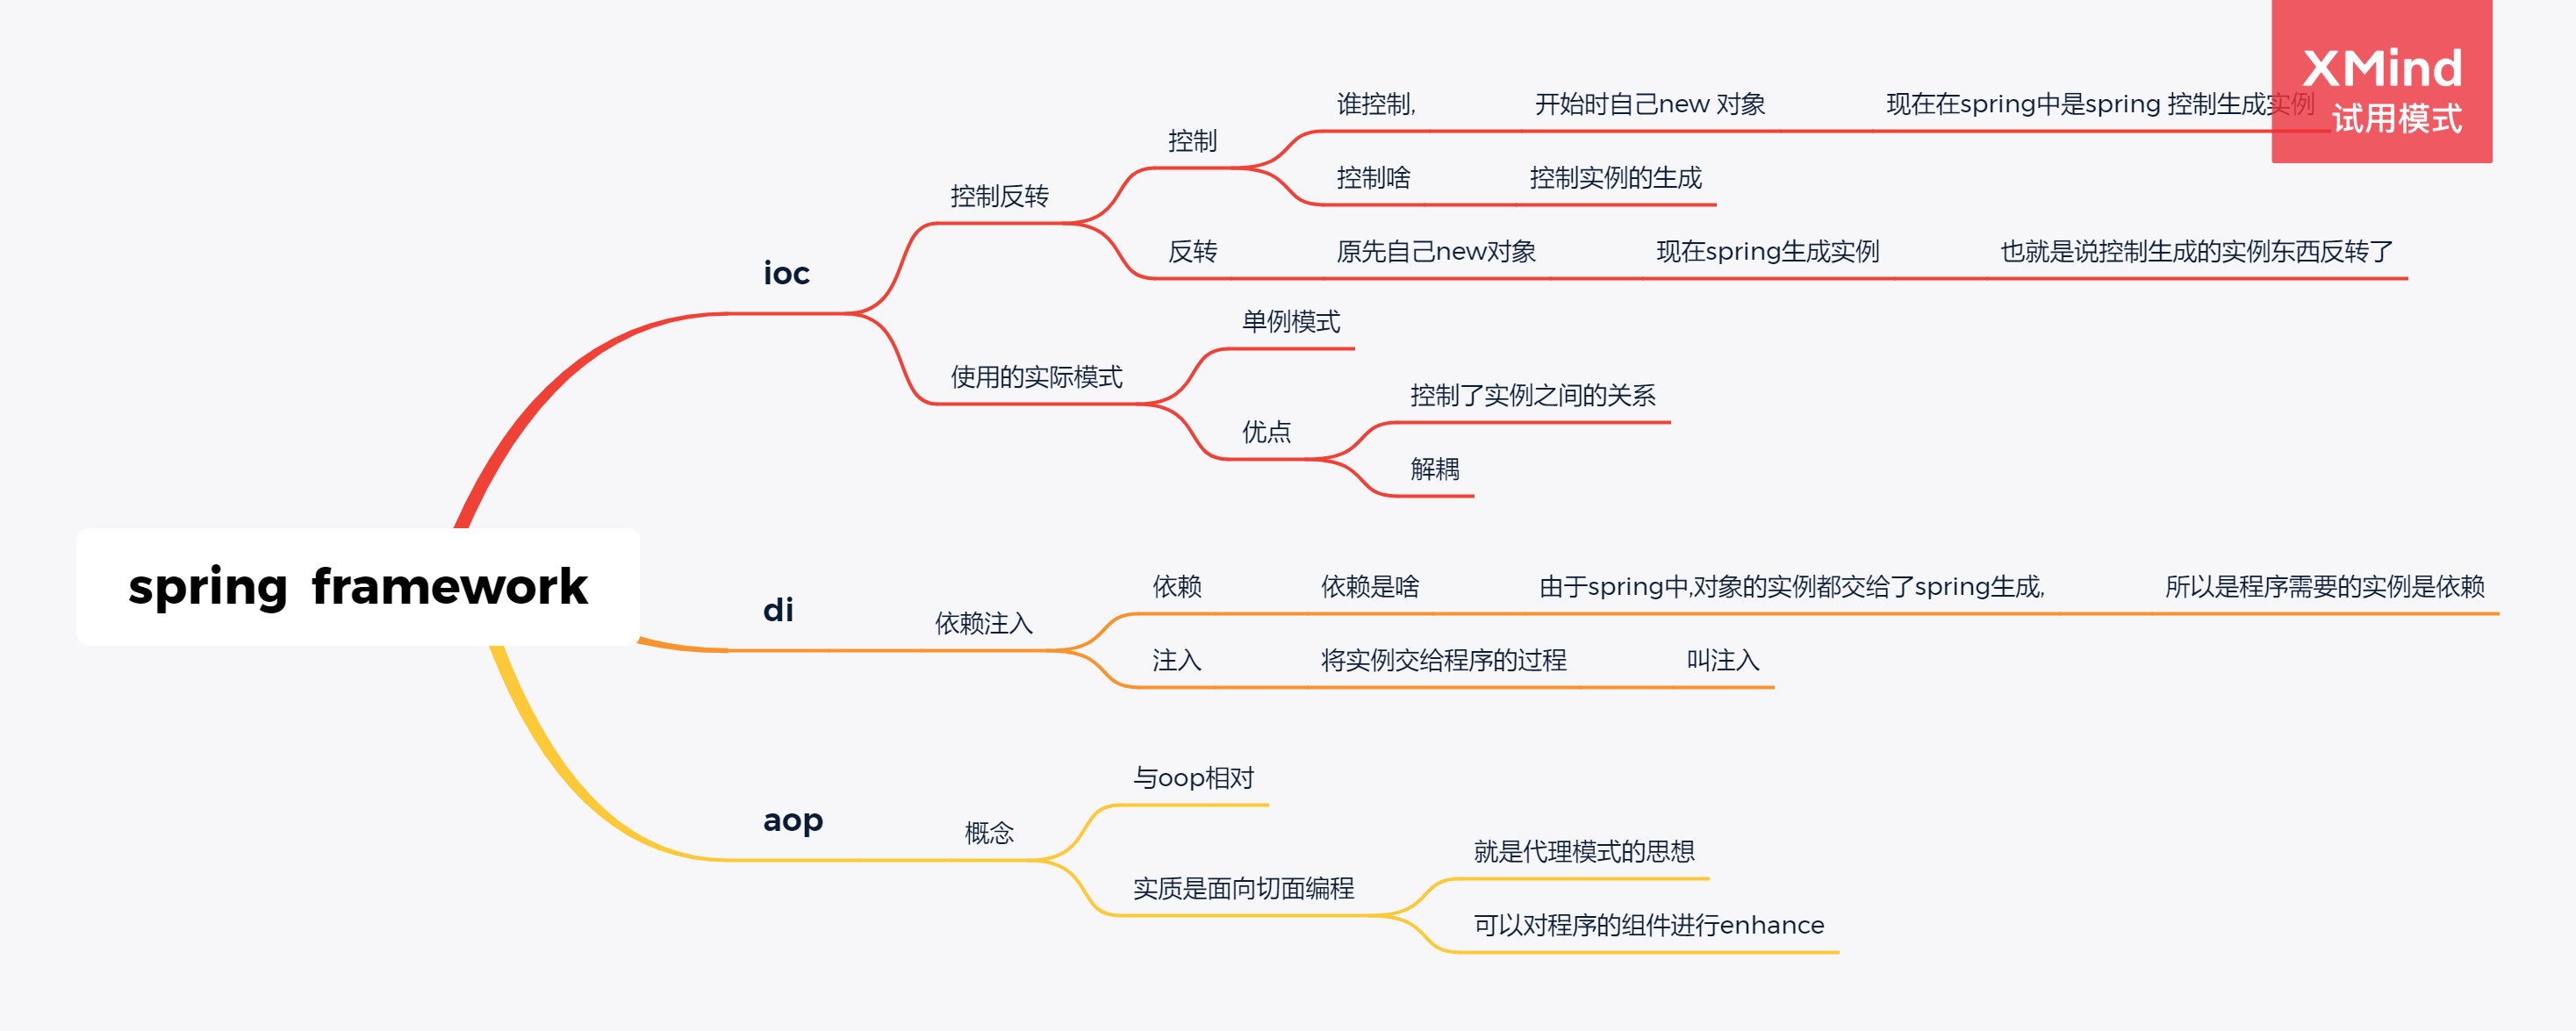 spring framework
ioc
控制反转
控制
谁控制,
开始时自己new 对象
现在在spring中是spring 控制生成实例
控制啥
控制实例的生成
反转
原先自己new对象
现在spring生成实例
也就是说控制生成的实例东西反转了
使用的实际模式
单例模式
优点
控制了实例之间的关系
解耦
di
依赖注入
依赖
依赖是啥
由于spring中,对象的实例都交给了spring生成,
所以是程序需要的实例是依赖
注入
将实例交给程序的过程
叫注入
aop
概念
与oop相对
实质是面向切面编程
就是代理模式的思想
可以对程序的组件进行enhance
XMind
试用模式